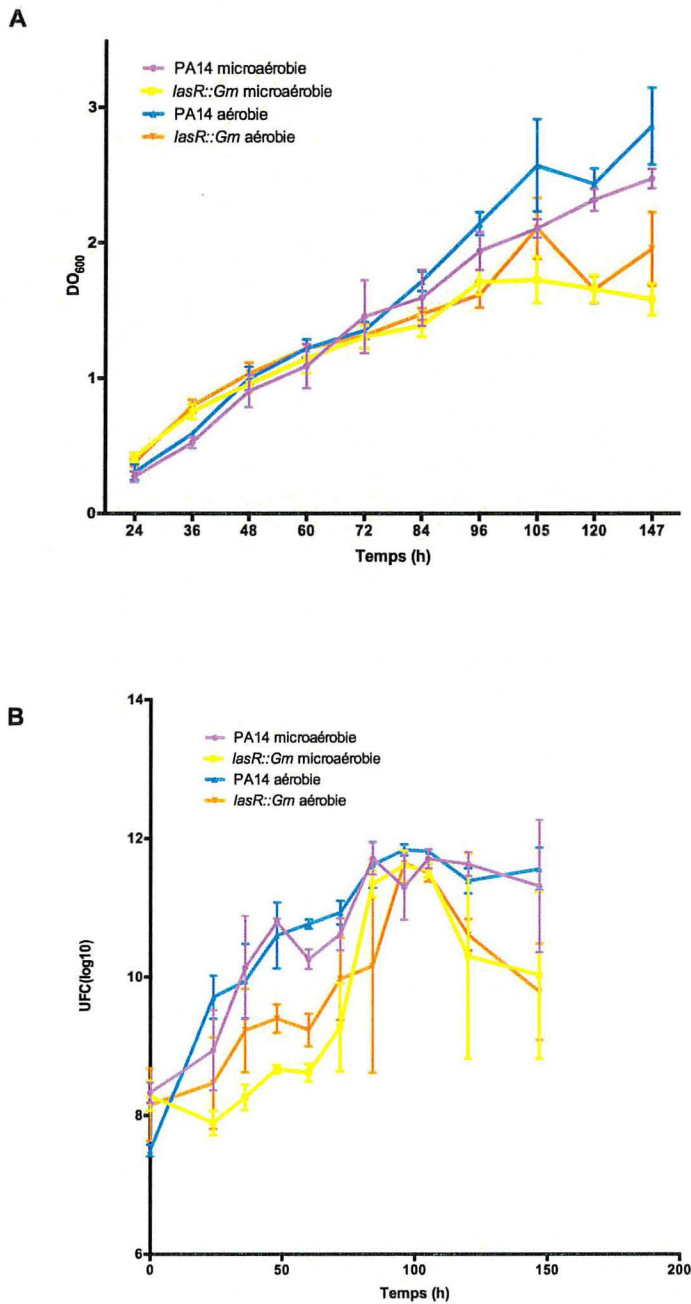 A
PA14 microaérobie
lasR::Gm microaérobie
PA14 aérobie
lasR::Gm aérobie
3
2
1
0
DO600
24 36 48 60 72 84 96 105 120 147
Temps (h)
B
PA14 microaérobie
lasR::Gm microaérobie
PA14 aérobie
lasR::Gm aérobie
14
12
10
8
6
UFC(log10)
0 50 100 150 200
Temps (h)